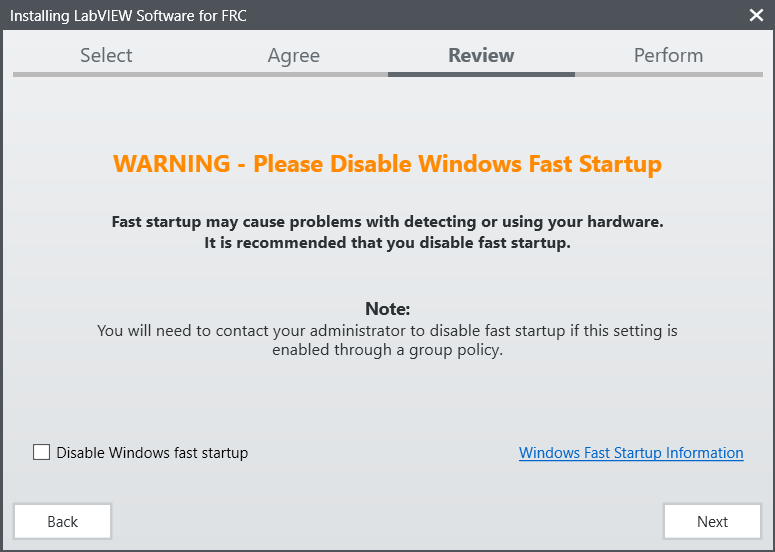 Installing LabVIEW Software for FRC
Select
Agree
Review
Perform
WARNING - Please Disable Windows Fast Startup
Fast startup may cause problems with detecting or using your hardware.
It is recommended that you disable fast startup.
Note:
You will need to contact your administrator to disable fast startup if this setting is
enabled through a group policy.
Disable Windows fast startup
Windows Fast Startup Information
Back
Next